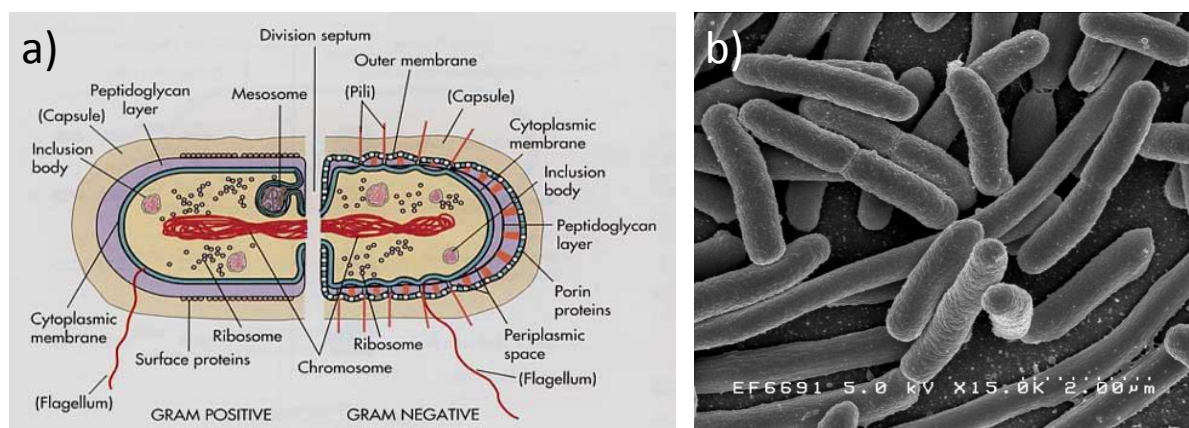 a)
Division septum
Outer membrane
Peptidoglycan
layer
Mesosome
(Pili)
(Capsule)
(Capsule)
Cytoplasmic
membrane
Inclusion
body
Inclusion
body
Peptidoglycan
layer
Porin
proteins
Cytoplasmic
membrane
Ribosome
Ribosome
Periplasmic
space
Surface proteins
Chromosome
(Flagellum)
(Flagellum)
GRAM POSITIVE
GRAM NEGATIVE
b)
EF6691 5.0 kV X15.0K 2.00µm